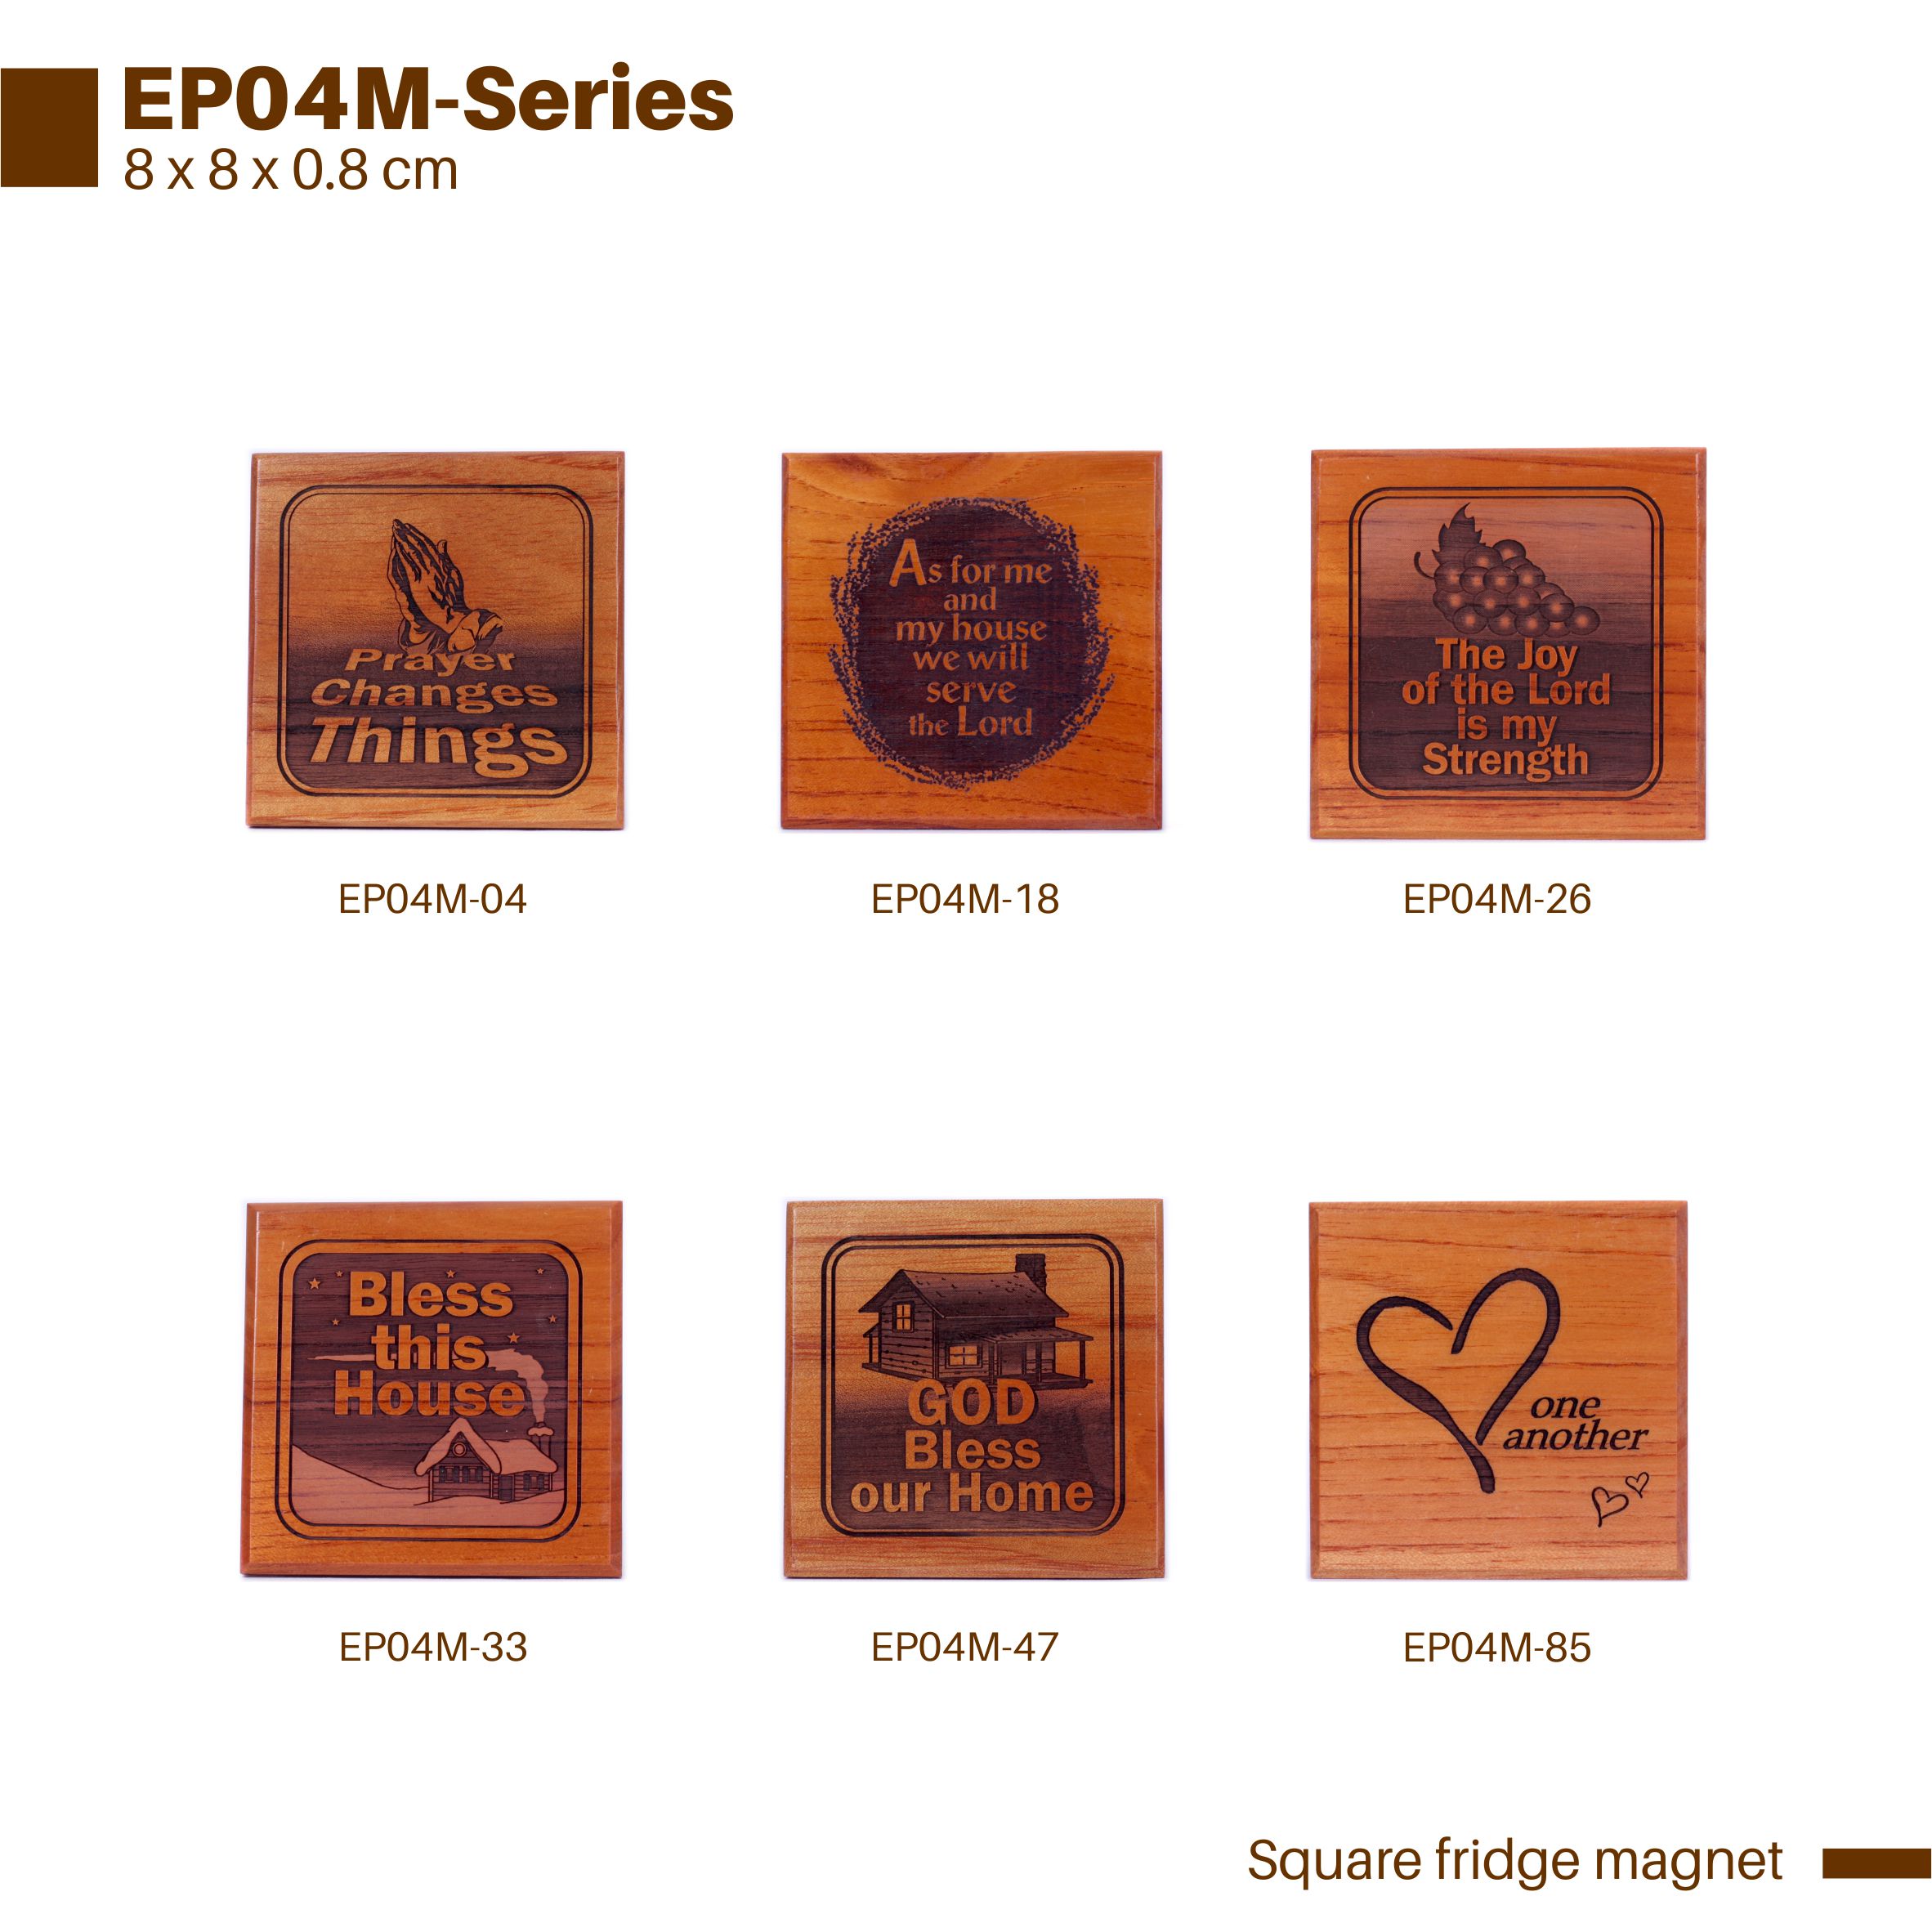 EP04M-Series
8 x 8 x 0.8 cm
Prayer
Changes
Things
EP04M-04
As for me
and
my house
we will
serve
the Lord
EP04M-18
The Joy
of the Lord
is my
Strength
EP04M-26
Bless
this
House
EP04M-33
GOD
Bless
our Home
EP04M-47
one
another
EP04M-85
Square fridge magnet